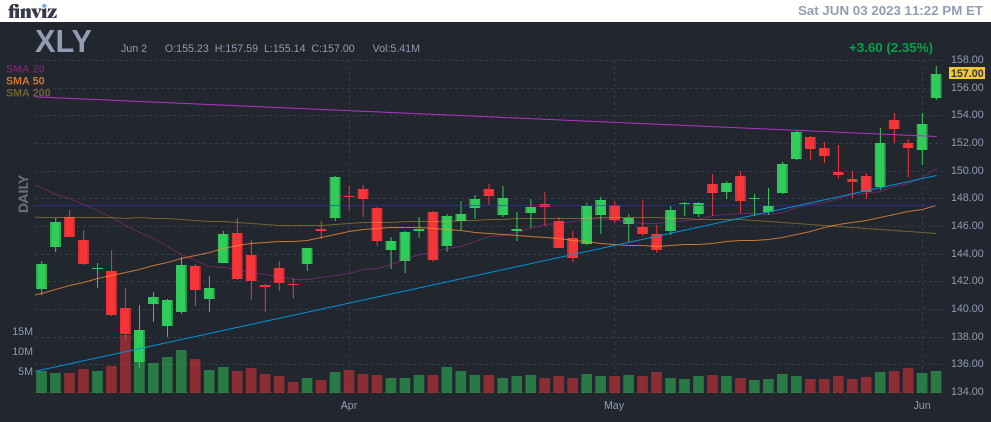 finviz
Sat JUN 03 2023 11:22 PM ET
XLY
Jun 2 O:155.23 H:157.59 L:155.14 C:157.00 Vol:5.41M
+3.60 (2.35%)
SMA 20
SMA 50
SMA 200
DAILY
158.00
157.00
156.00
154.00
152.00
150.00
148.00
146.00
144.00
142.00
140.00
138.00
136.00
134.00
15M
10M
5M
Apr May Jun